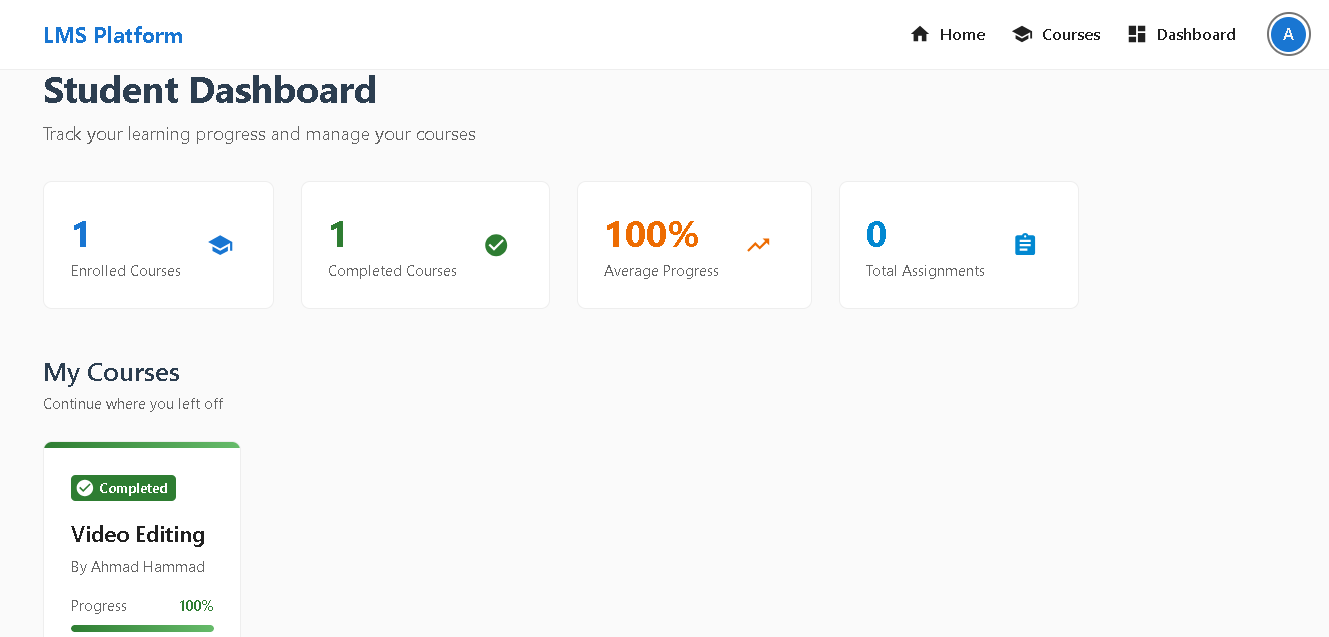 LMS Platform
Home
Courses
Dashboard
A
Student Dashboard
Track your learning progress and manage your courses
1
Enrolled Courses
1
Completed Courses
100%
Average Progress
0
Total Assignments
My Courses
Continue where you left off
Completed
Video Editing
By Ahmad Hammad
Progress 100%